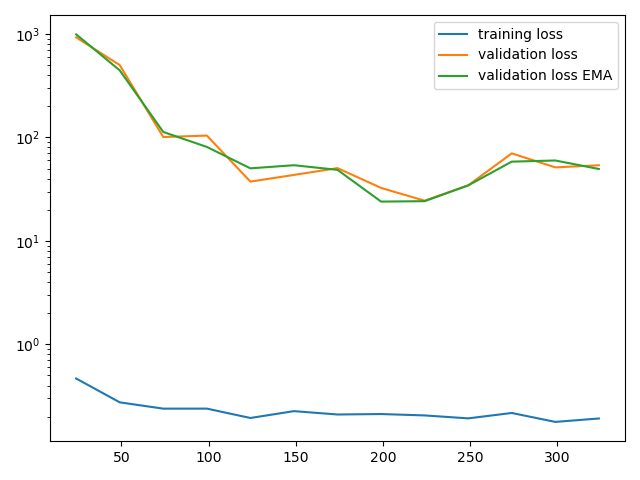 training loss
validation loss
validation loss EMA
10³
10²
10¹
10⁰
50 100 150 200 250 300